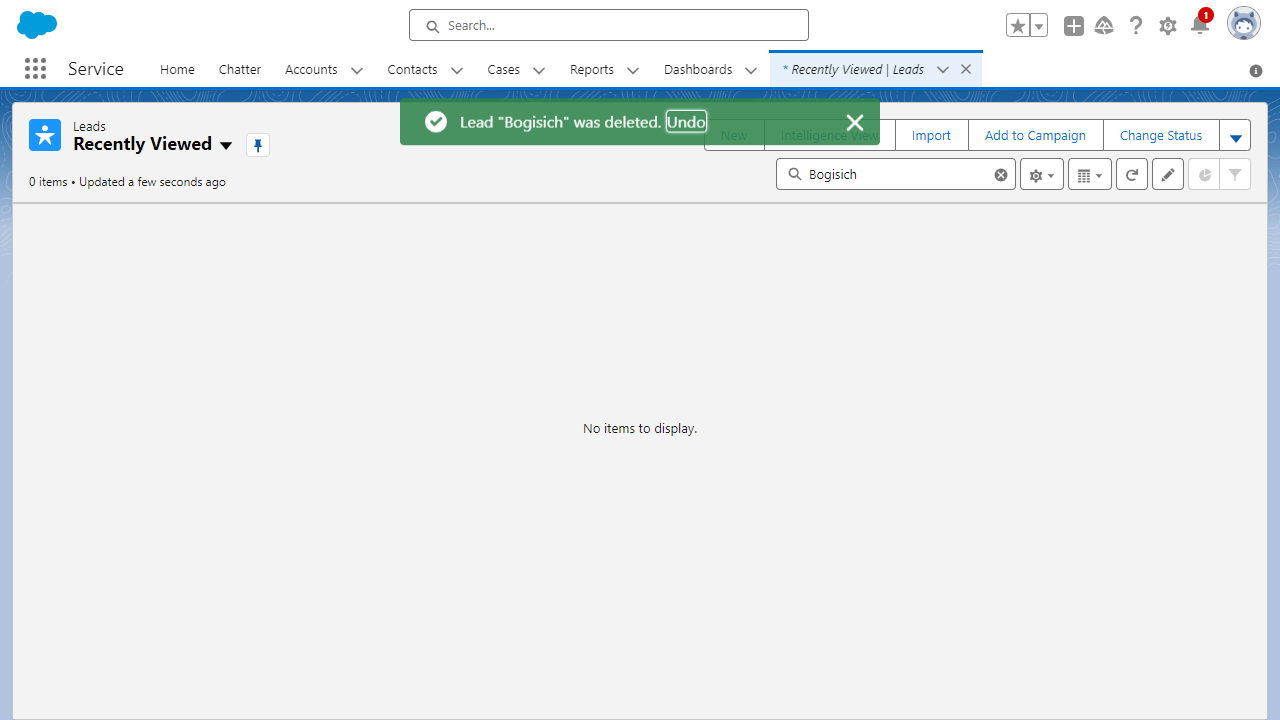 Search...
1
Service
Home
Chatter
Accounts
Contacts
Cases
Reports
Dashboards
* Recently Viewed | Leads
Lead "Bogisich" was deleted. Undo
Leads
Recently Viewed
New
Intelligence View
Import
Add to Campaign
Change Status
0 items • Updated a few seconds ago
Bogisich
No items to display.